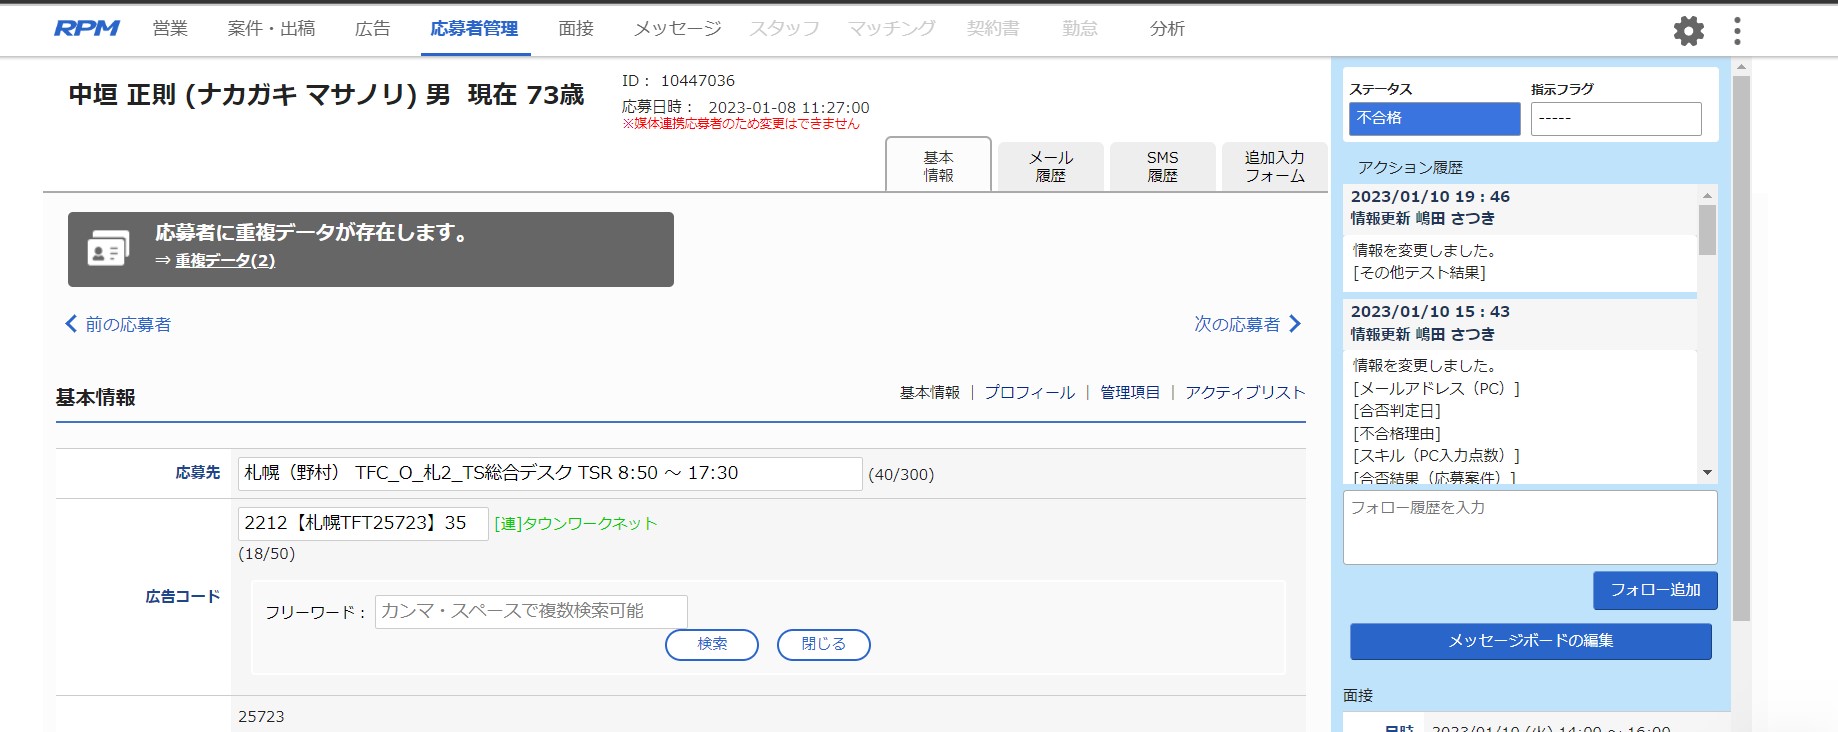 RPM 営業 案件・出稿 広告 応募者管理 面接 メッセージ スタッフ マッチング 契約書 勤怠 分析
中垣 正則 (ナカガキ マサノリ) 男 現在 73歳
ID： 10447036
応募日時： 2023-01-08 11:27:00
※媒体連携応募者のため変更はできません
基本
情報
メール
履歴
SMS
履歴
追加入力
フォーム
応募者に重複データが存在します。
⇒ 重複データ(2)
前の応募者
次の応募者
基本情報
基本情報 | プロフィール | 管理項目 | アクティブリスト
応募先
札幌（野村） TFC_O_札2_TS総合デスク TSR 8:50 ～ 17:30
(40/300)
広告コード
2212【札幌TFT25723】35
[連]タウンワークネット
(18/50)
フリーワード：
カンマ・スペースで複数検索可能
検索
閉じる
25723
ステータス
不合格
指示フラグ
-----
アクション履歴
2023/01/10 19：46
情報更新 嶋田 さつき
情報を変更しました。
[その他テスト結果]
2023/01/10 15：43
情報更新 嶋田 さつき
情報を変更しました。
[メールアドレス（PC）]
[合否判定日]
[不合格理由]
[スキル（PC入力点数）]
[合否結果（応募案件）]
フォロー履歴を入力
フォロー追加
メッセージボードの編集
面接
日時 2023/01/10 (火) 14:00 ～ 16:00